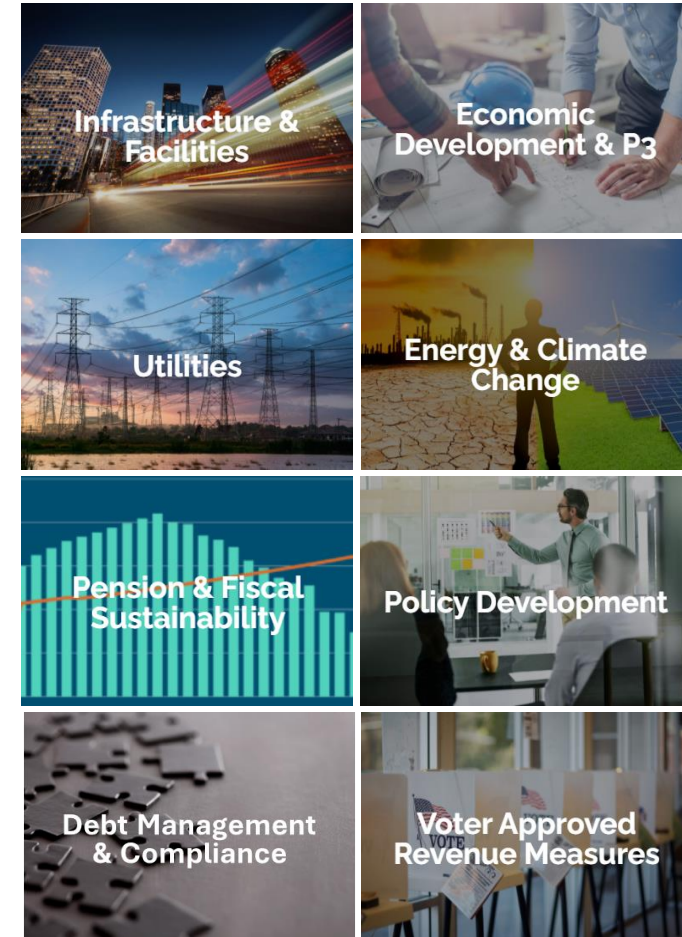 Infrastructure &
Facilities
Economic
Development & P3
Utilities
Energy & Climate
Change
Pension & Fiscal
Sustainability
Policy Development
Debt Management
& Compliance
Voter Approved
Revenue Measures
VOTE